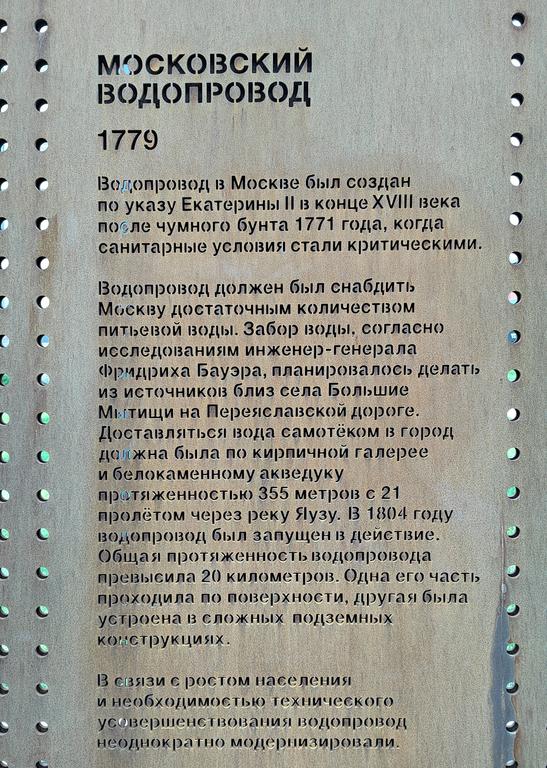 МОСКОВСКИЙ
ВОДОПРОВОД
1779
Водопровод в Москве был создан
по указу Екатерины II в конце XVIII века
после чумного бунта 1771 года, когда
санитарные условия стали критическими.
Водопровод должен был снабдить
Москву достаточным количеством
питьевой воды. Забор воды, согласно
исследованиям инженер-генерала
Фридриха Бауэра, планировалось делать
из источников близ села Большие
Мытищи на Переяславской дороге.
Доставляться вода самотёком в город
должна была по кирпичной галерее
и белокаменному акведуку
протяженностью 355 метров с 21
пролётом через реку Яузу. В 1804 году
водопровод был запущен в действие.
Общая протяженность водопровода
превысила 20 километров. Одна его часть
проходила по поверхности, другая была
устроена в сложных подземных
конструкциях.
В связи с ростом населения
и необходимостью технического
усовершенствования водопровод
неоднократно модернизировали.